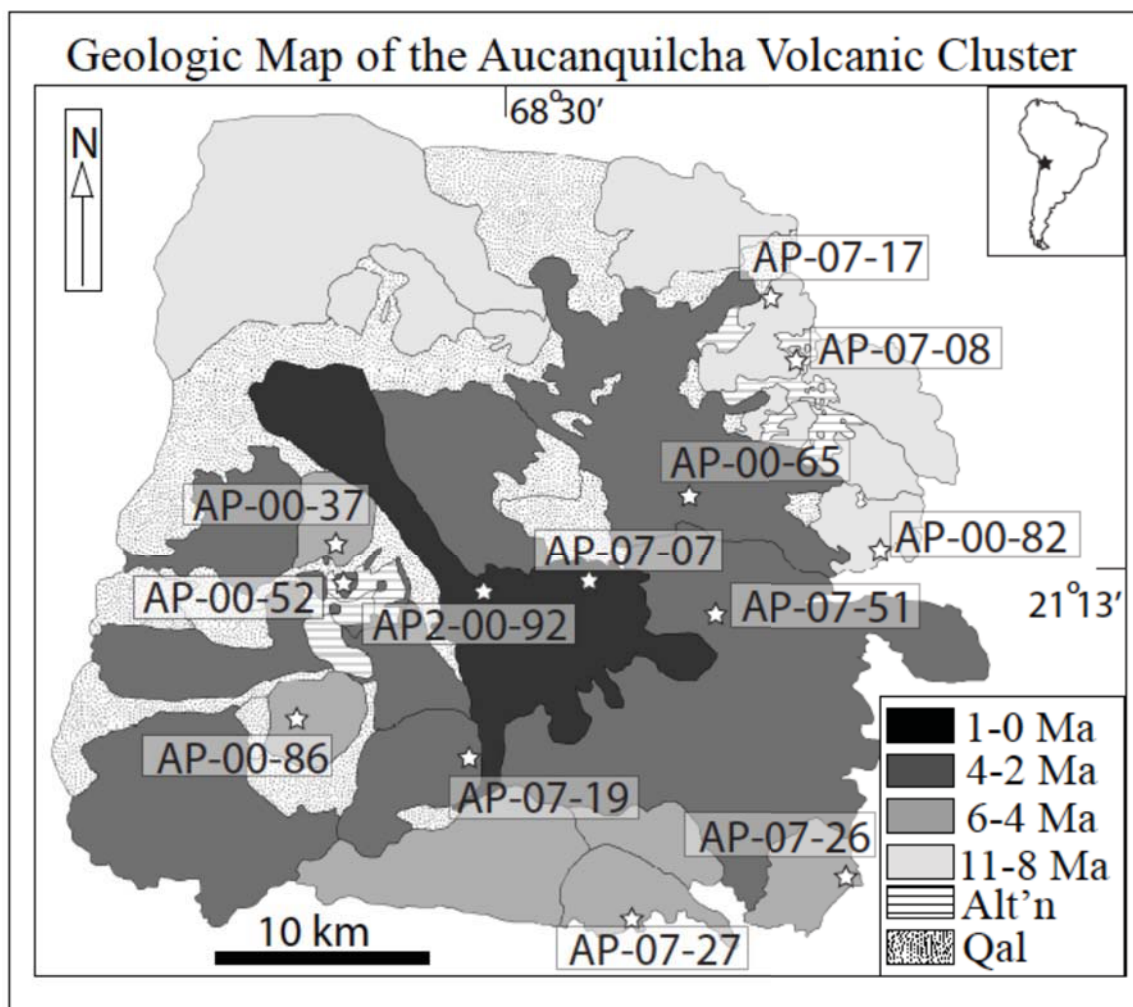 Geologic Map of the Aucanquilcha Volcanic Cluster
68°30′
N
AP-07-17
AP-07-08
AP-00-65
AP-00-37
AP-07-07
AP-00-82
AP-00-52
AP2-00-92
AP-07-51
21°13′
AP-00-86
AP-07-19
AP-07-26
AP-07-27
10 km
1-0 Ma
4-2 Ma
6-4 Ma
11-8 Ma
Alt’n
Qal